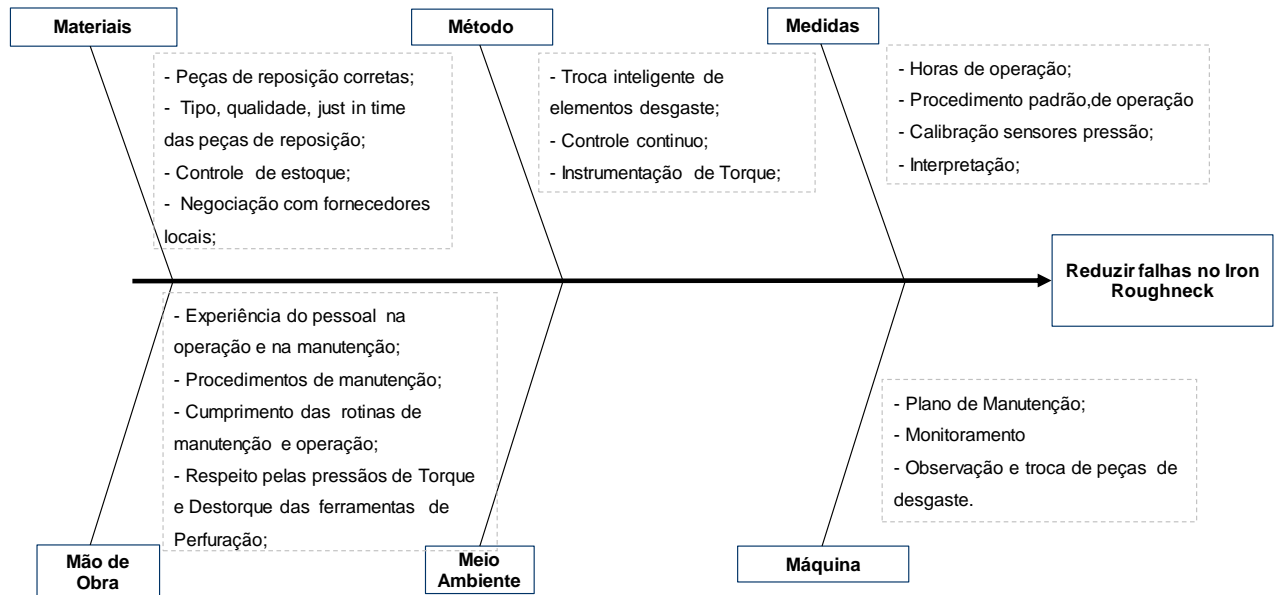 Materiais
- Peças de reposição corretas;
- Tipo, qualidade, just in time
das peças de reposição;
- Controle de estoque;
- Negociação com fornecedores
locais;
Método
- Troca inteligente de
elementos desgaste;
- Controle continuo;
- Instrumentação de Torque;
Medidas
- Horas de operação;
- Procedimento padrão,de operação
- Calibração sensores pressão;
- Interpretação;
Reduzir falhas no Iron
Roughneck
- Experiência do pessoal na
operação e na manutenção;
- Procedimentos de manutenção;
- Cumprimento das rotinas de
manutenção e operação;
- Respeito pelas pressãos de Torque
e Destorque das ferramentas de
Perfuração;
Mão de
Obra
Meio
Ambiente
- Plano de Manutenção;
- Monitoramento
- Observação e troca de peças de
desgaste.
Máquina